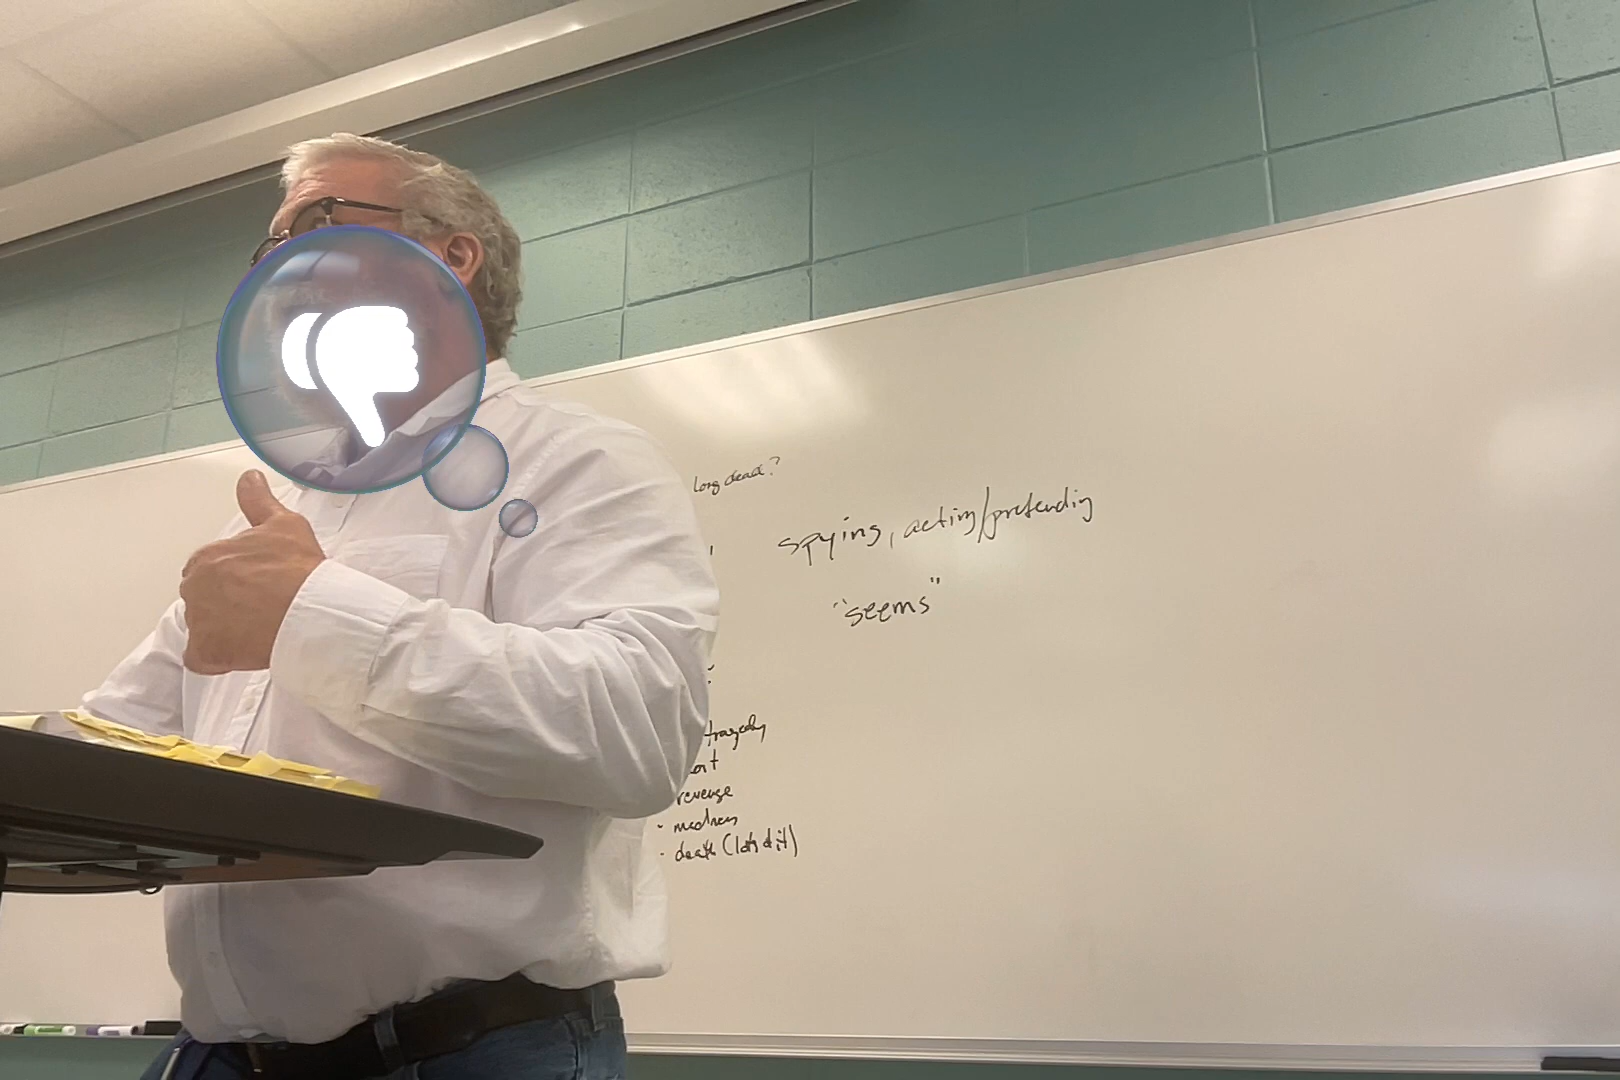 long dead?
spying, acting/pretending
"seems"
tragedy
· revenge
· madness
· death (lots of it)